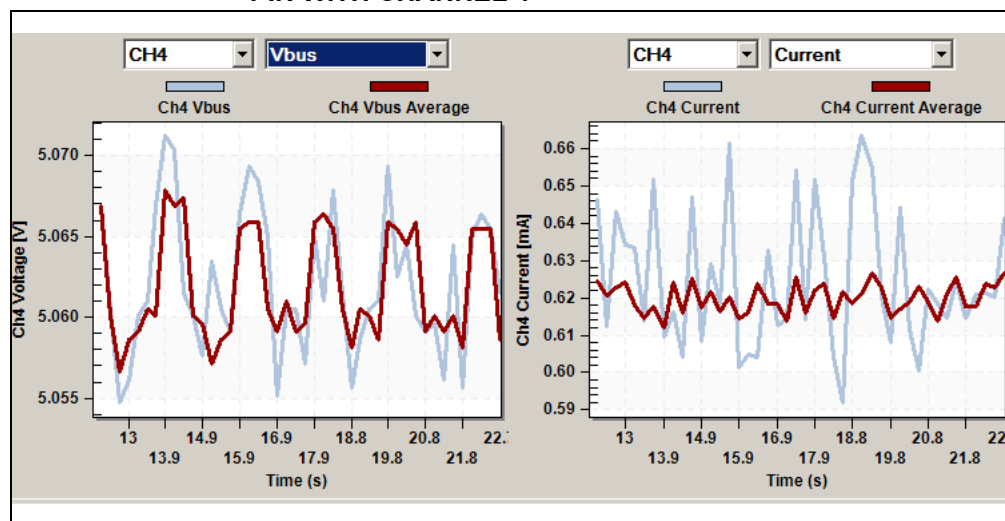 CH4 Vbus
Ch4 Vbus Ch4 Vbus Average
5.070
5.065
5.060
5.055
Ch4 Voltage [V]
13 14.9 16.9 18.8 20.8 22.
13.9 15.9 17.9 19.8 21.8
Time (s)
CH4 Current
Ch4 Current Ch4 Current Average
0.66
0.65
0.64
0.63
0.62
0.61
0.60
0.59
Ch4 Current [mA]
13 14.9 16.9 18.8 20.8 22
13.9 15.9 17.9 19.8 21.8
Time (s)